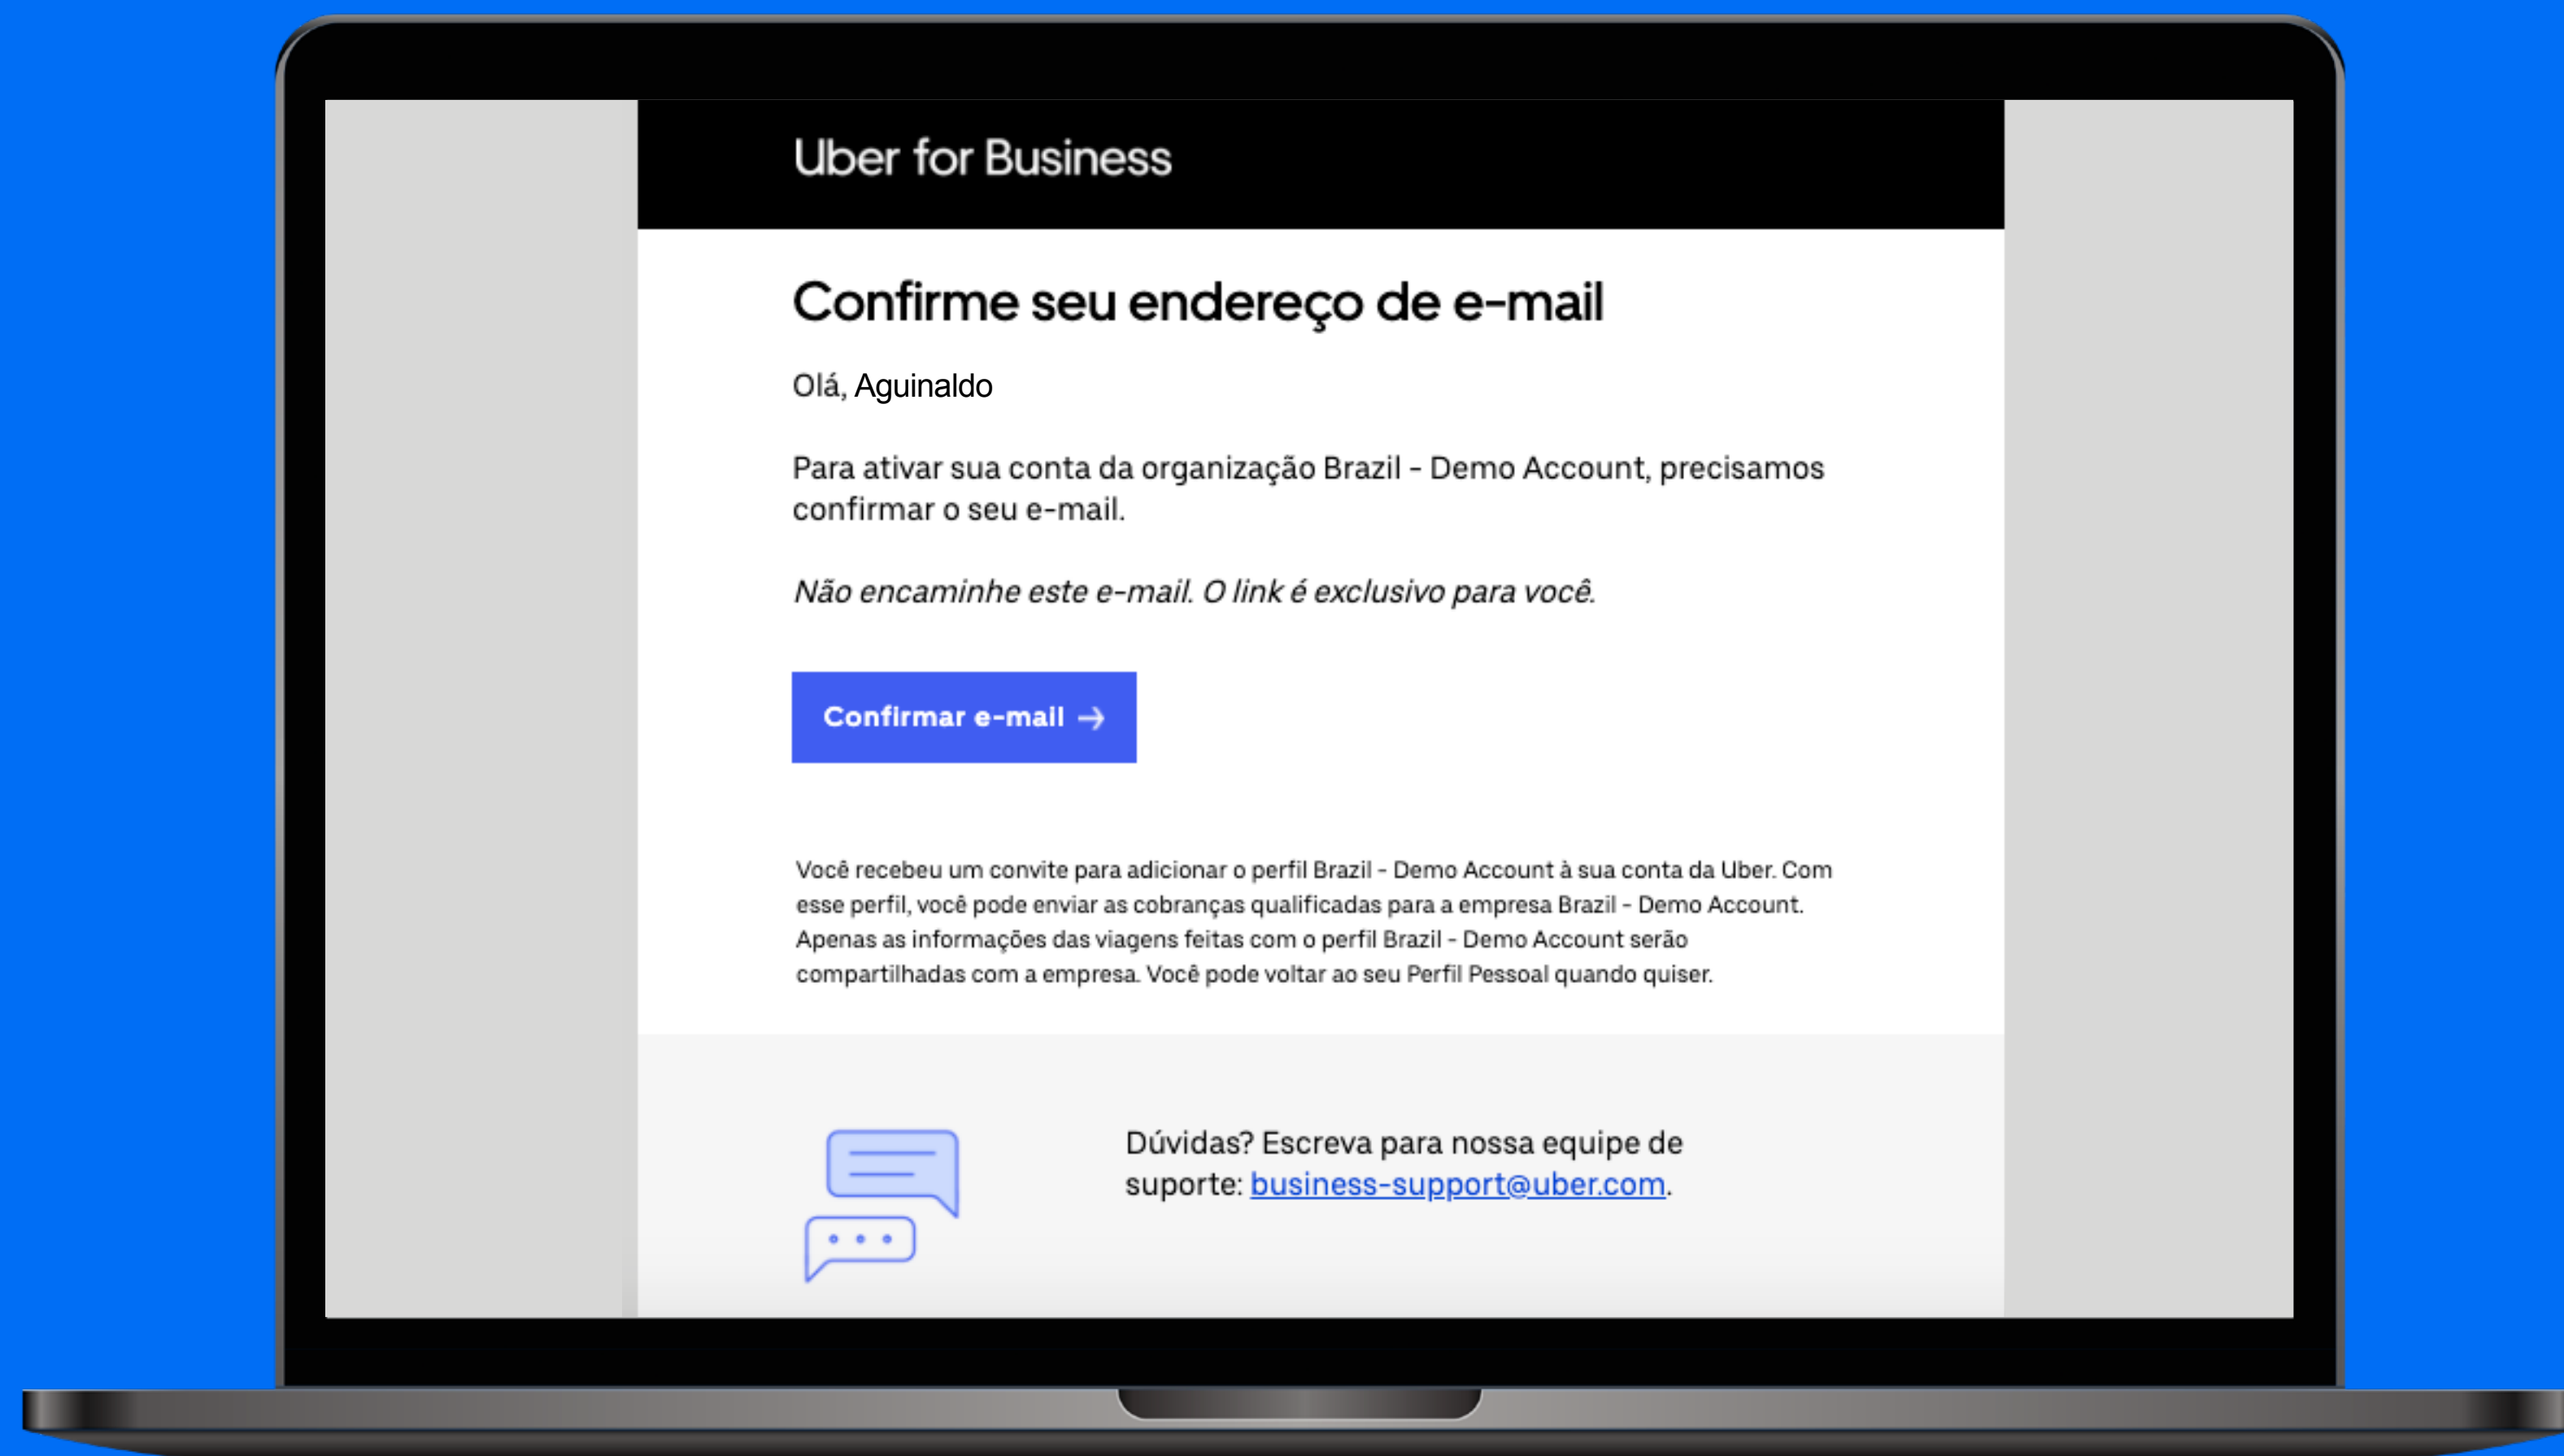 Uber for Business
Confirme seu endereço de e-mail
Olá, Aguinaldo
Para ativar sua conta da organização Brazil - Demo Account, precisamos
confirmar o seu e-mail.
Não encaminhe este e-mail. O link é exclusivo para você.
Confirmar e-mail →
Você recebeu um convite para adicionar o perfil Brazil - Demo Account à sua conta da Uber. Com
esse perfil, você pode enviar as cobranças qualificadas para a empresa Brazil - Demo Account.
Apenas as informações das viagens feitas com o perfil Brazil - Demo Account serão
compartilhadas com a empresa. Você pode voltar ao seu Perfil Pessoal quando quiser.
Dúvidas? Escreva para nossa equipe de
suporte: business-support@uber.com.